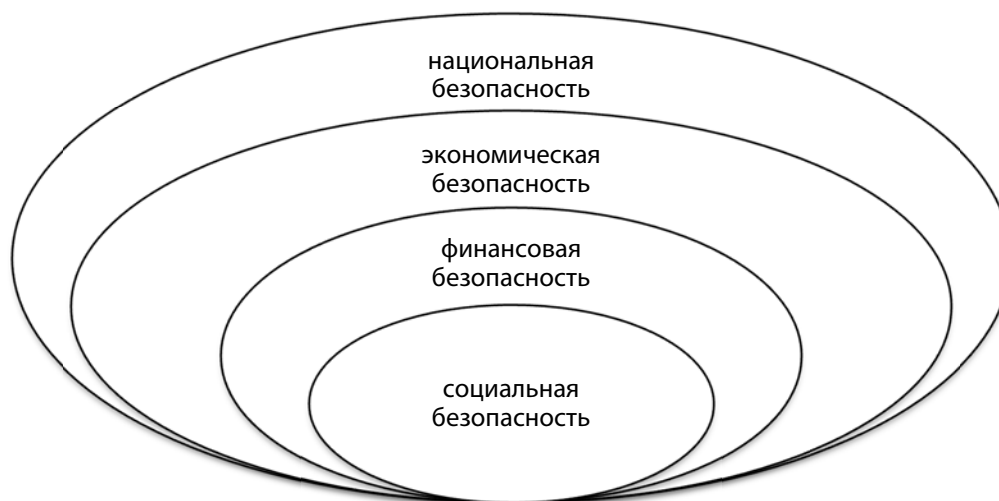 национальная
безопасность
экономическая
безопасность
финансовая
безопасность
социальная
безопасность